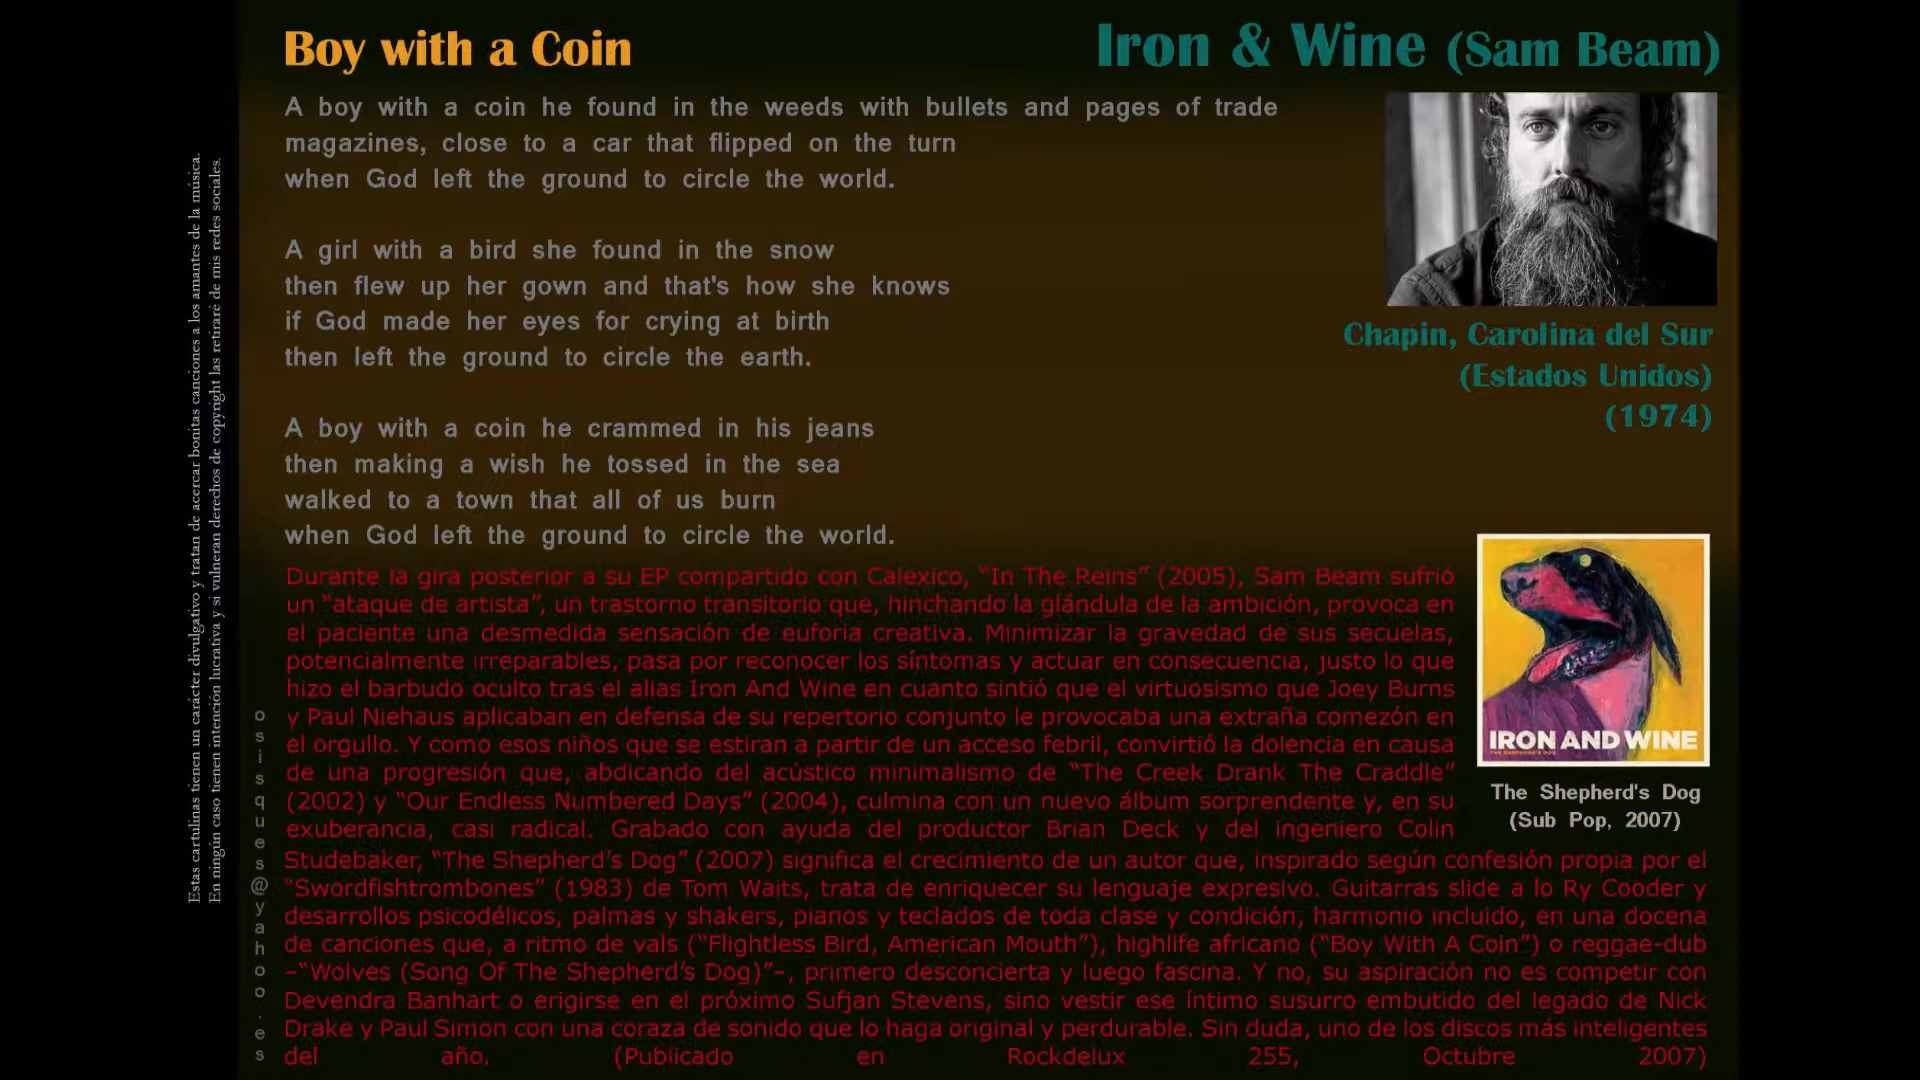 Boy with a Coin
Iron & Wine (Sam Beam)
A boy with a coin he found in the weeds with bullets and pages of trade
magazines, close to a car that flipped on the turn
when God left the ground to circle the world.
A girl with a bird she found in the snow
then flew up her gown and that's how she knows
if God made her eyes for crying at birth
then left the ground to circle the earth.
A boy with a coin he crammed in his jeans
then making a wish he tossed in the sea
walked to a town that all of us burn
when God left the ground to circle the world.
Chapin, Carolina del Sur
(Estados Unidos)
(1974)
Durante la gira posterior a su EP compartido con Calexico, “In The Reins” (2005), Sam Beam sufrió
un “ataque de artista”, un trastorno transitorio que, hinchando la glándula de la ambición, provoca en
el paciente una desmedida sensación de euforia creativa. Minimizar la gravedad de sus secuelas,
potencialmente irreparables, pasa por reconocer los síntomas y actuar en consecuencia, justo lo que
hizo el barbudo oculto tras el alias Iron And Wine en cuanto sintió que el virtuosismo que Joey Burns
y Paul Niehaus aplicaban en defensa de su repertorio conjunto le provocaba una extraña comezón en
el orgullo. Y como esos niños que se estiran a partir de un acceso febril, convirtió la dolencia en causa
de una progresión que, abdicando del acústico minimalismo de “The Creek Drank The Craddle”
(2002) y “Our Endless Numbered Days” (2004), culmina con un nuevo álbum sorprendente y, en su
exuberancia, casi radical. Grabado con ayuda del productor Brian Deck y del ingeniero Colin
Studebaker, “The Shepherd’s Dog” (2007) significa el crecimiento de un autor que, inspirado según confesión propia por el
“Swordfishtrombones” (1983) de Tom Waits, trata de enriquecer su lenguaje expresivo. Guitarras slide a lo Ry Cooder y
desarrollos psicodélicos, palmas y shakers, pianos y teclados de toda clase y condición, harmonio incluido, en una docena
de canciones que, a ritmo de vals (“Flightless Bird, American Mouth”), highlife africano (“Boy With A Coin”) o reggae-dub
–“Wolves (Song Of The Shepherd’s Dog)”–, primero desconcierta y luego fascina. Y no, su aspiración no es competir con
Devendra Banhart o erigirse en el próximo Sufjan Stevens, sino vestir ese íntimo susurro embutido del legado de Nick
Drake y Paul Simon con una coraza de sonido que lo haga original y perdurable. Sin duda, uno de los discos más inteligentes
del año. (Publicado en Rockdelux 255, Octubre 2007)
IRON AND WINE
THE SHEPHERD'S DOG
The Shepherd's Dog
(Sub Pop, 2007)
Estas cartulinas tienen un carácter divulgativo y tratan de acercar bonitas canciones a los amantes de la música.
En ningún caso tienen intención lucrativa y si vulneran derechos de copyright las retiraré de mis redes sociales.
osisques@yahoo.es